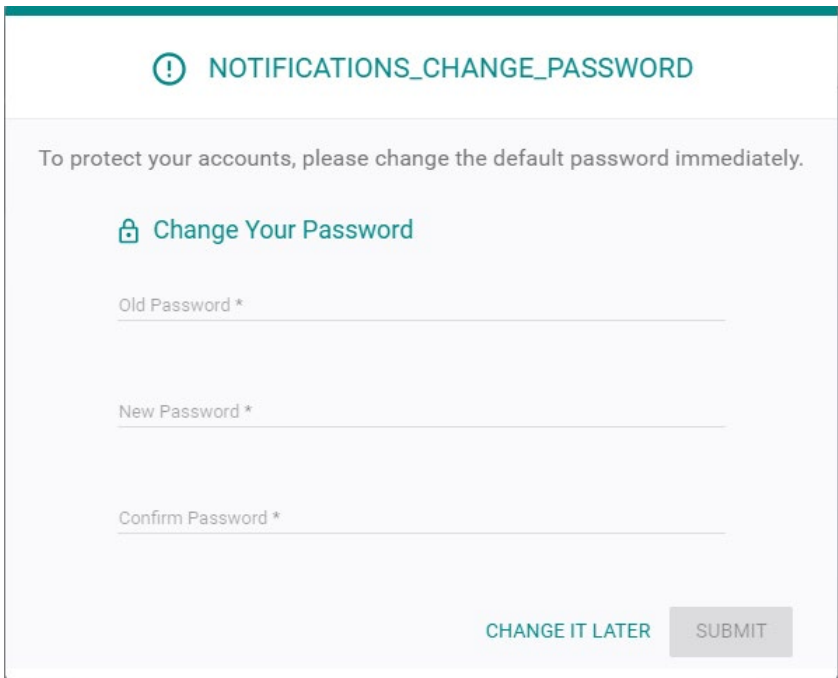 NOTIFICATIONS_CHANGE_PASSWORD
To protect your accounts, please change the default password immediately.
Change Your Password
Old Password *
New Password *
Confirm Password *
CHANGE IT LATER SUBMIT